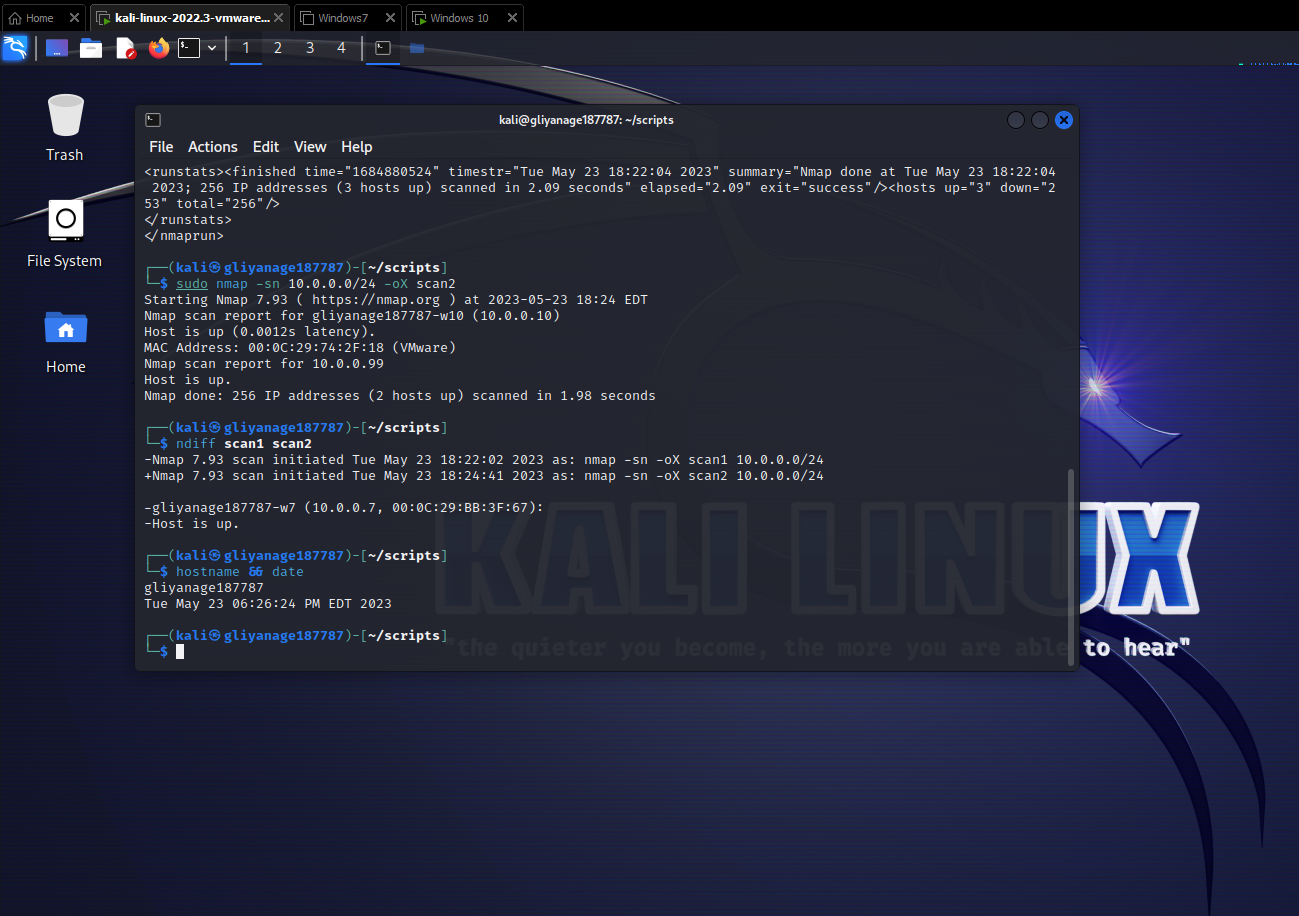 Home
kali-linux-2022.3-vmware...
Windows7
Windows 10
1 2 3 4
Trash
File System
Home
kali@gliyanage187787: ~/scripts
File Actions Edit View Help
<runstats><finished time="1684880524" timestr="Tue May 23 18:22:04 2023" summary="Nmap done at Tue May 23 18:22:04
2023; 256 IP addresses (3 hosts up) scanned in 2.09 seconds" elapsed="2.09" exit="success"/><hosts up="3" down="2
53" total="256"/>
</runstats>
</nmaprun>
┌──(kali㉿gliyanage187787)-[~/scripts]
└─$ sudo nmap -sn 10.0.0.0/24 -oX scan2
Starting Nmap 7.93 ( https://nmap.org ) at 2023-05-23 18:24 EDT
Nmap scan report for gliyanage187787-w10 (10.0.0.10)
Host is up (0.0012s latency).
MAC Address: 00:0C:29:74:2F:18 (VMware)
Nmap scan report for 10.0.0.99
Host is up.
Nmap done: 256 IP addresses (2 hosts up) scanned in 1.98 seconds
┌──(kali㉿gliyanage187787)-[~/scripts]
└─$ ndiff scan1 scan2
-Nmap 7.93 scan initiated Tue May 23 18:22:02 2023 as: nmap -sn -oX scan1 10.0.0.0/24
+Nmap 7.93 scan initiated Tue May 23 18:24:41 2023 as: nmap -sn -oX scan2 10.0.0.0/24
-gliyanage187787-w7 (10.0.0.7, 00:0C:29:BB:3F:67):
-Host is up.
┌──(kali㉿gliyanage187787)-[~/scripts]
└─$ hostname && date
gliyanage187787
Tue May 23 06:26:24 PM EDT 2023
┌──(kali㉿gliyanage187787)-[~/scripts]
└─$
KALI LINUX
"the quieter you become, the more you are able to hear"